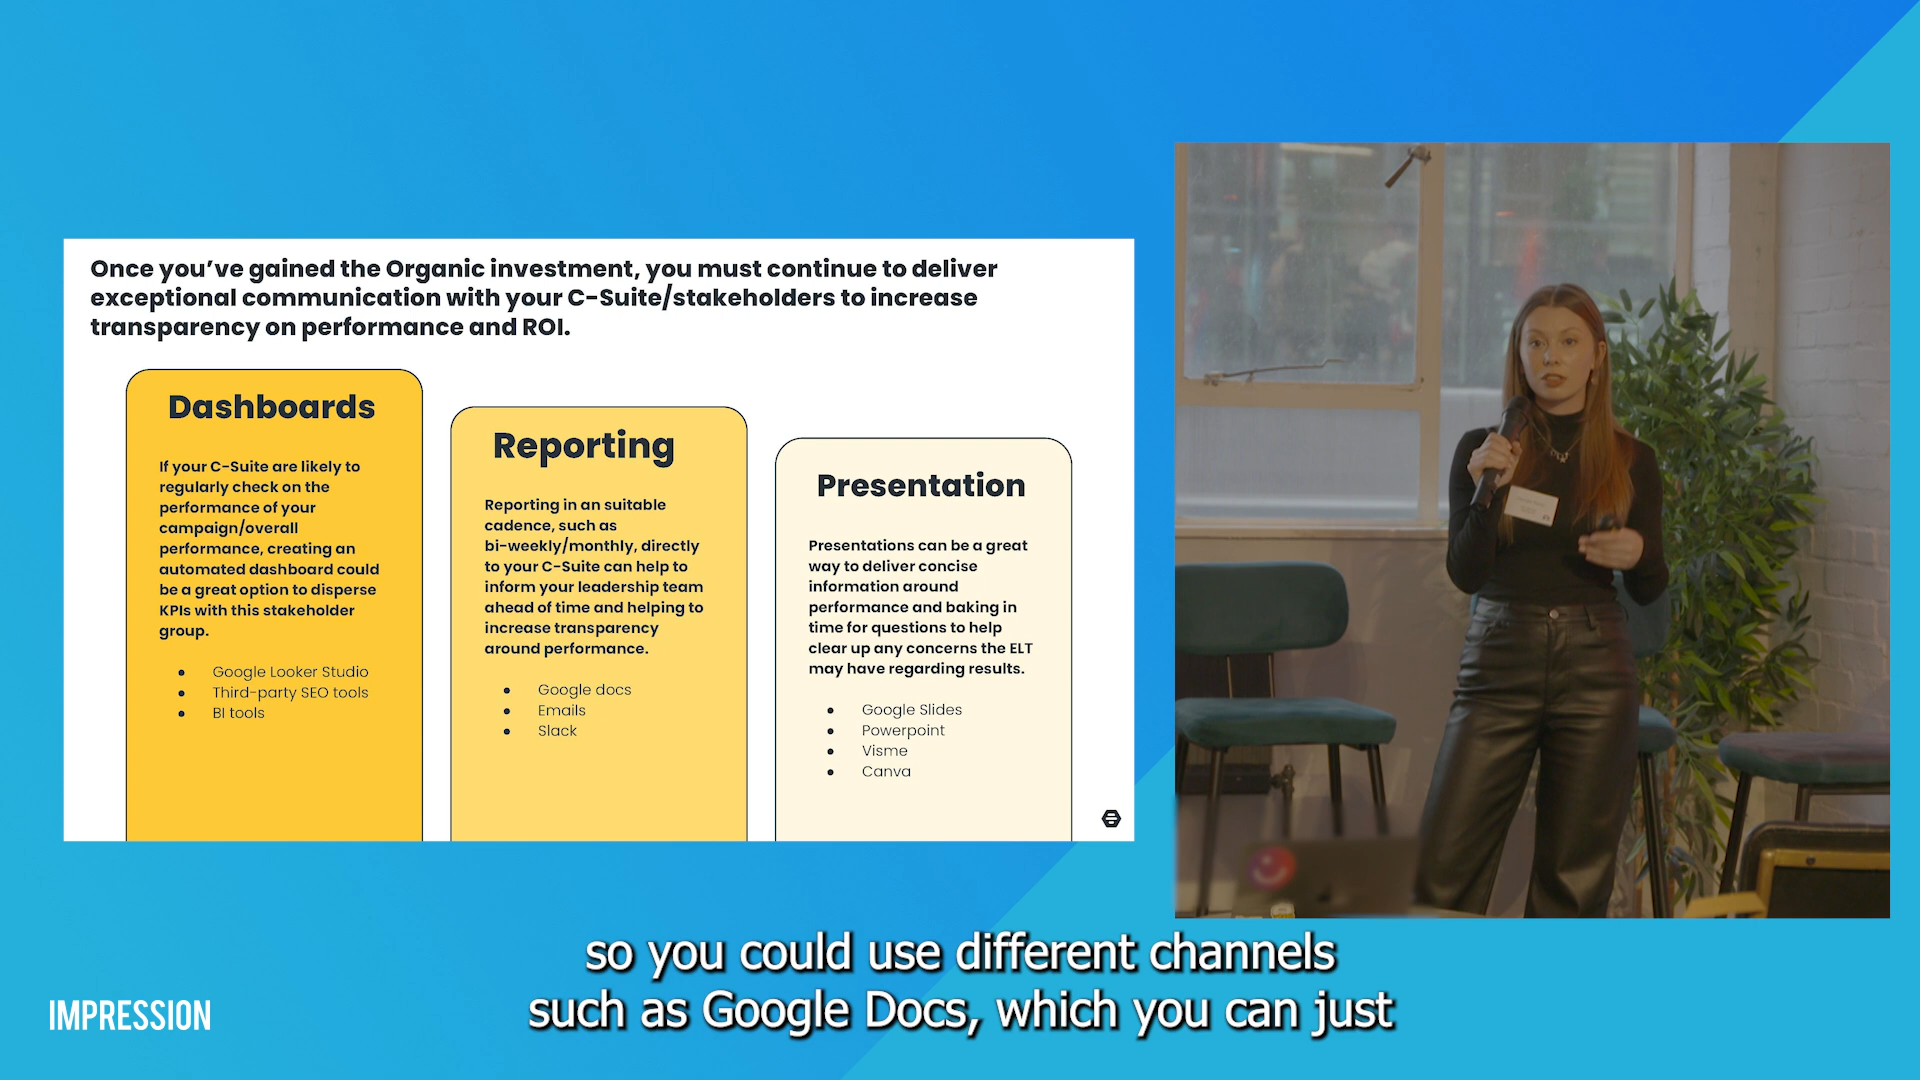 Once you’ve gained the Organic investment, you must continue to deliver
exceptional communication with your C-Suite/stakeholders to increase
transparency on performance and ROI.
Dashboards
If your C-Suite are likely to
regularly check on the
performance of your
campaign/overall
performance, creating an
automated dashboard could
be a great option to disperse
KPIs with this stakeholder
group.
● Google Looker Studio
● Third-party SEO tools
● BI tools
Reporting
Reporting in an suitable
cadence, such as
bi-weekly/monthly, directly
to your C-Suite can help to
inform your leadership team
ahead of time and helping to
increase transparency
around performance.
● Google docs
● Emails
● Slack
Presentation
Presentations can be a great
way to deliver concise
information around
performance and baking in
time for questions to help
clear up any concerns the ELT
may have regarding results.
● Google Slides
● Powerpoint
● Visme
● Canva
so you could use different channels
such as Google Docs, which you can just
IMPRESSION